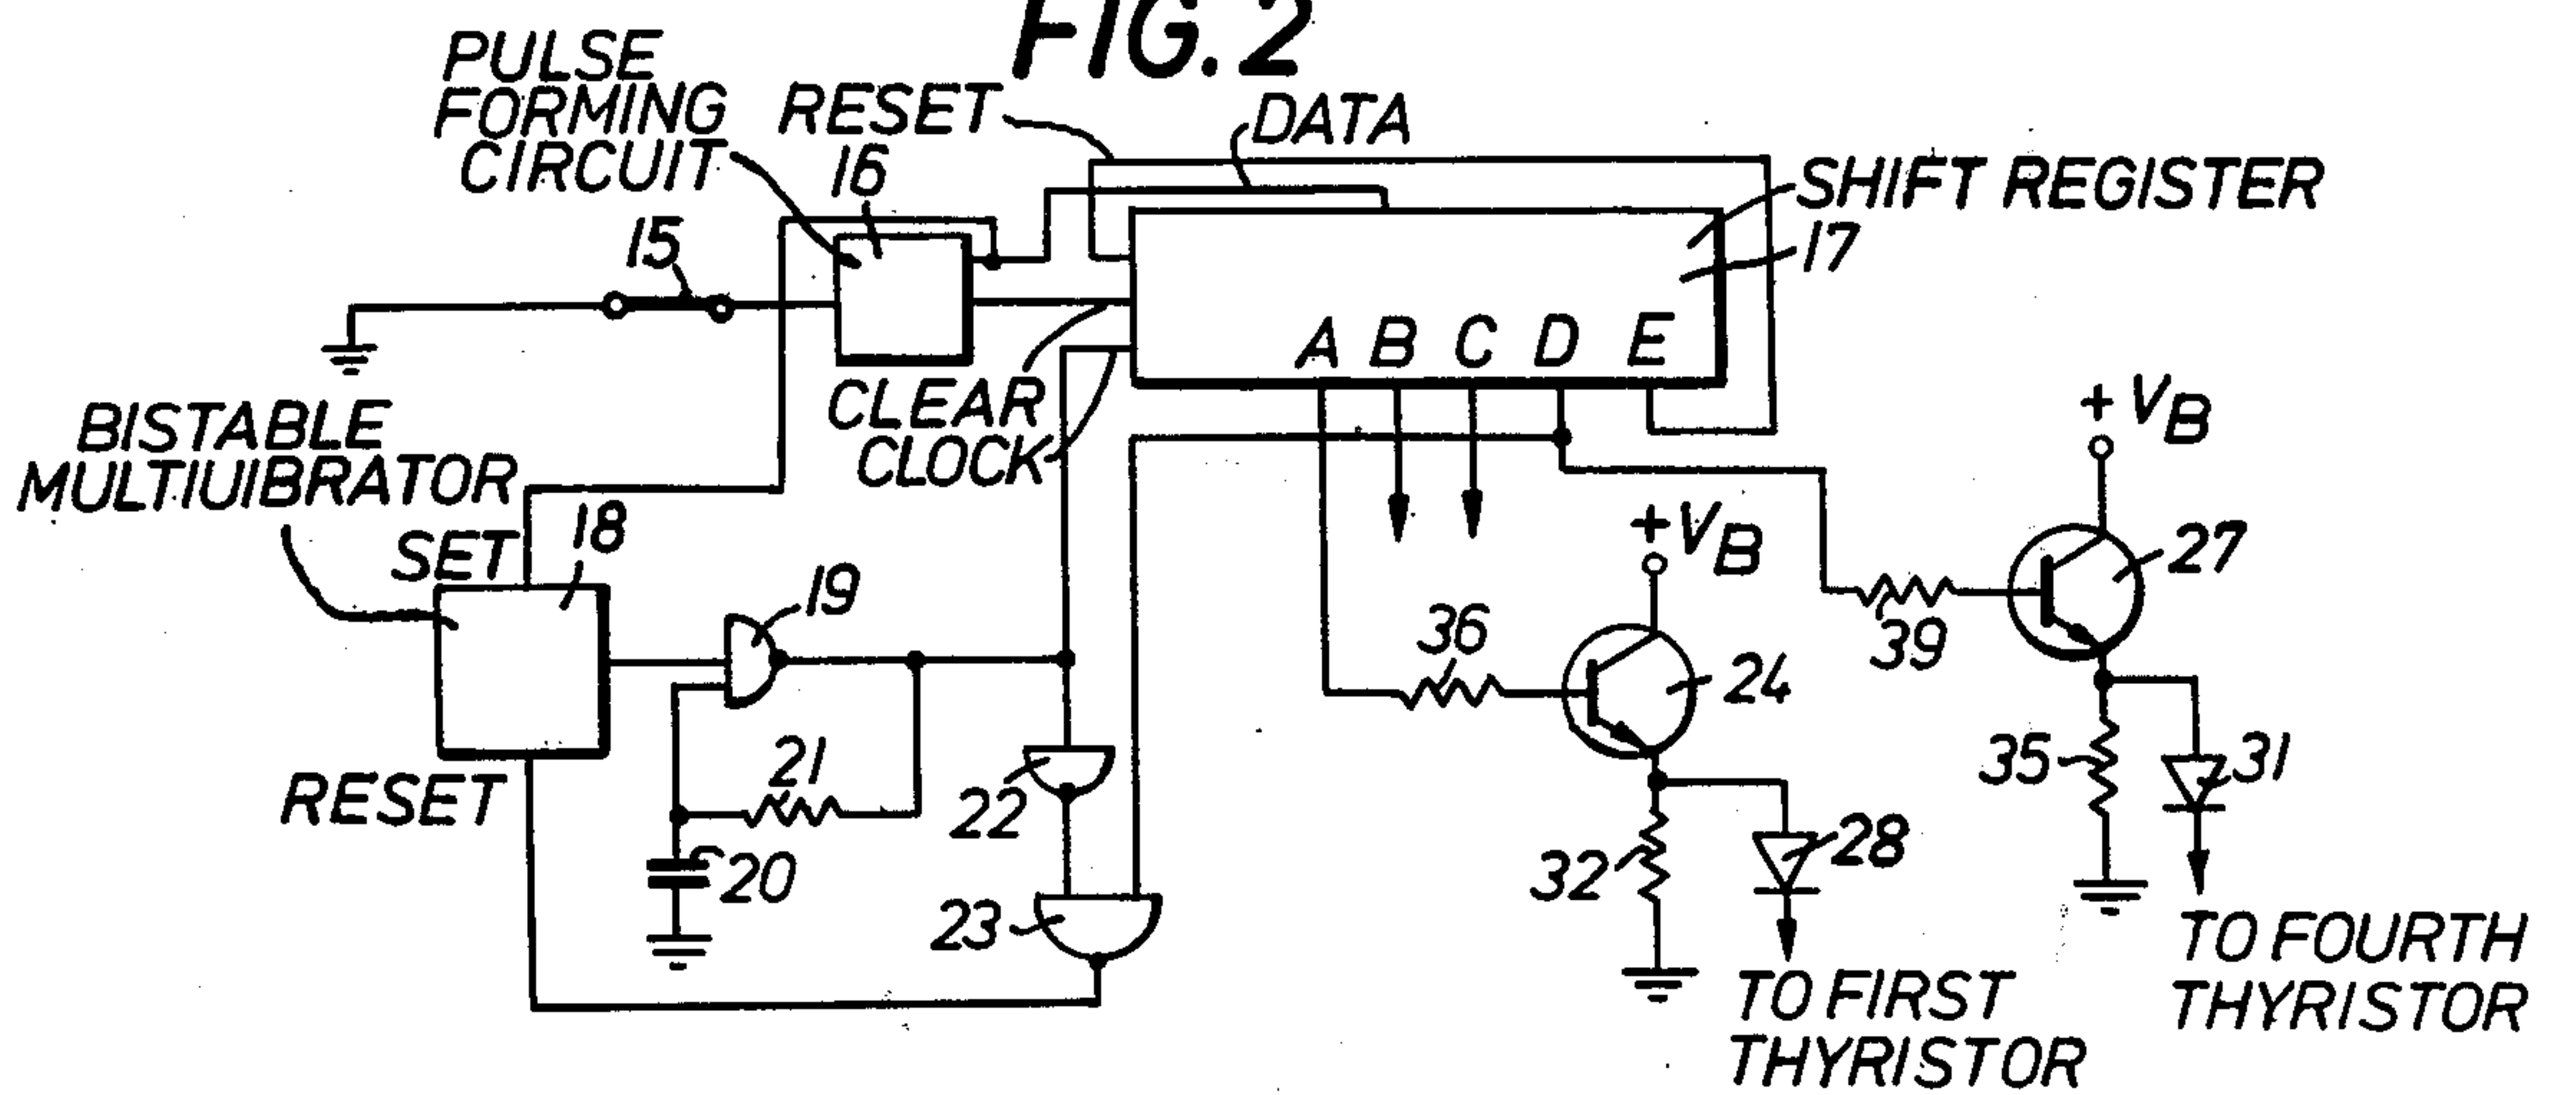 FIG. 2
PULSE
FORMING
CIRCUIT
RESET
DATA
16
15
SHIFT REGISTER
17
A B C D E
CLEAR
CLOCK
BISTABLE
MULTIUIBRATOR
SET
18
19
+VB
+VB
27
36
39
24
21
22
20
RESET
23
35
31
32
28
TO FIRST
THYRISTOR
TO FOURTH
THYRISTOR